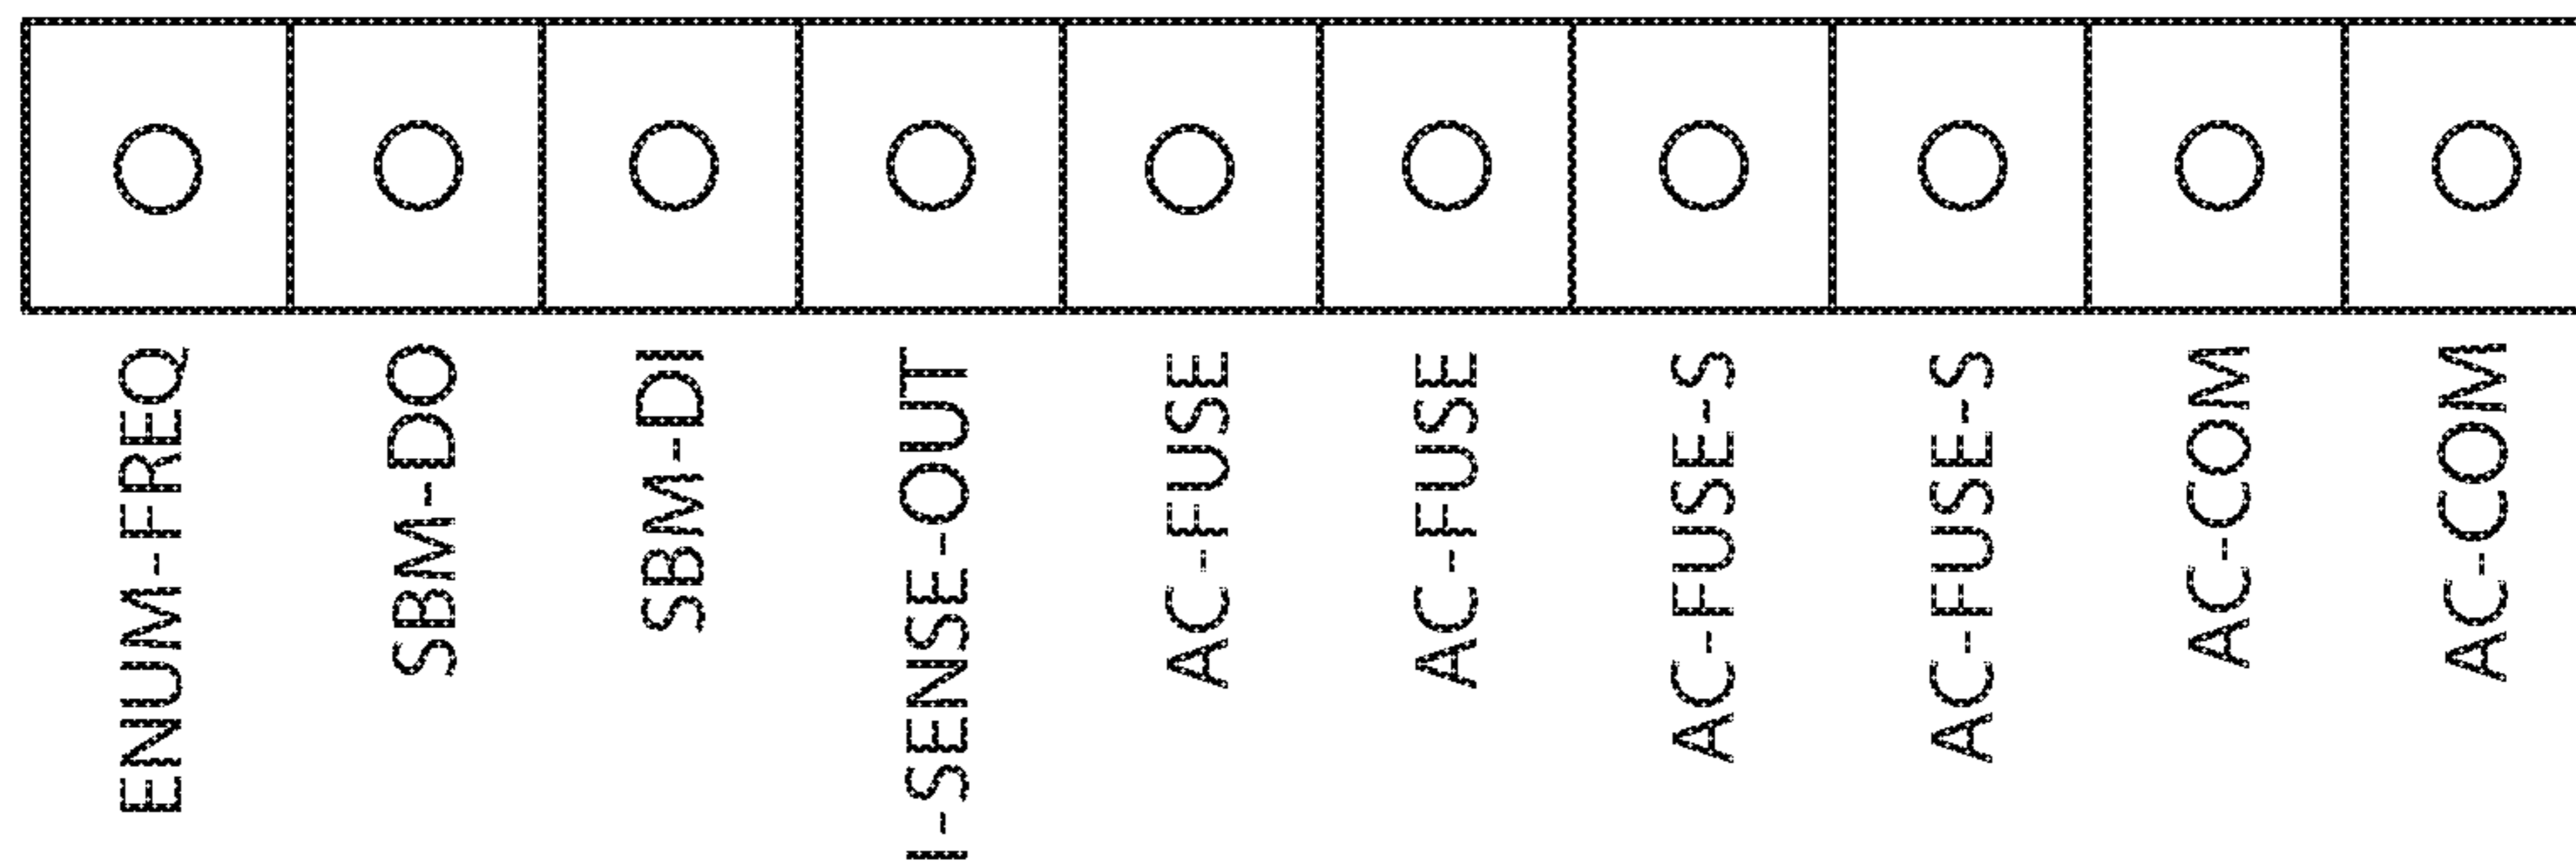 ENUM-FREQ
SBM-DO
SBM-DI
I-SENSE-OUT
AC-FUSE
AC-FUSE
AC-FUSE-S
AC-FUSE-S
AC-COM
AC-COM